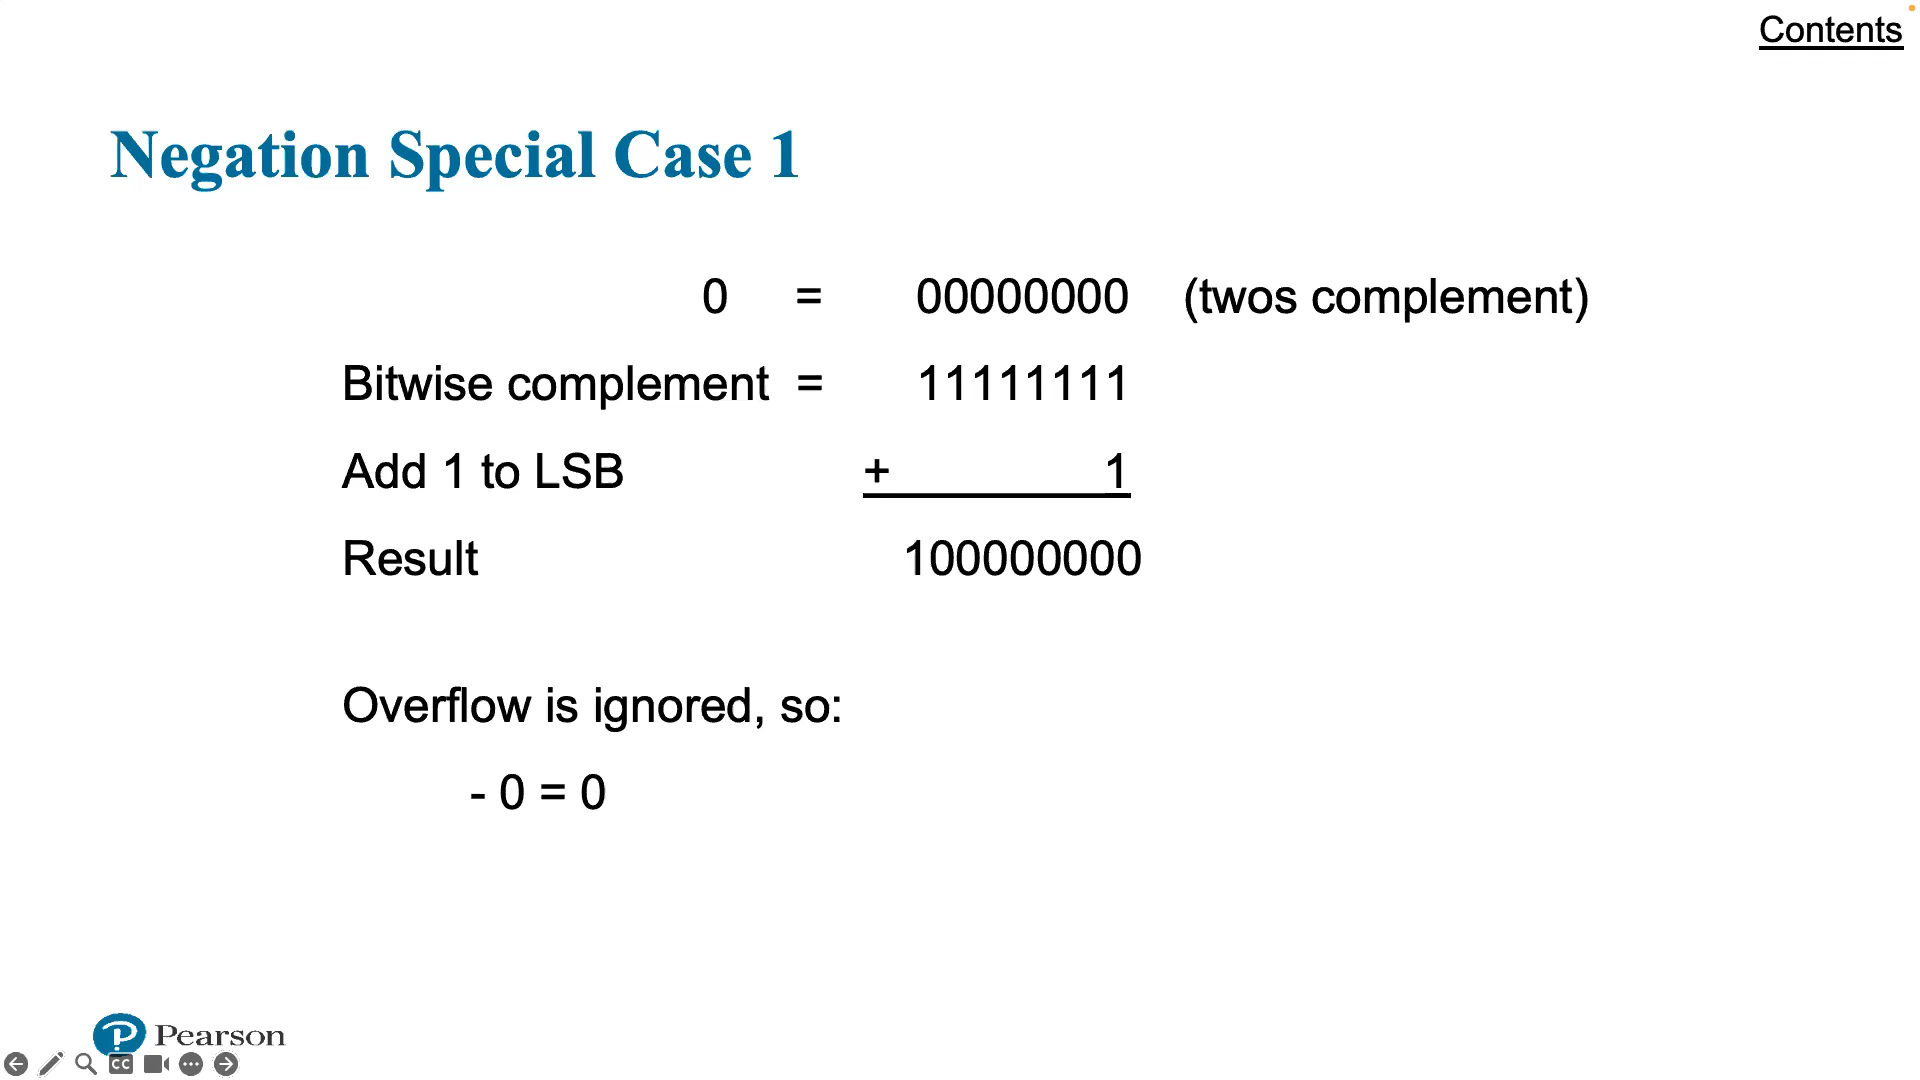 Contents
Negation Special Case 1
0 = 00000000 (twos complement)
Bitwise complement = 11111111
Add 1 to LSB + 1
Result 100000000
Overflow is ignored, so:
- 0 = 0
Pearson
CC